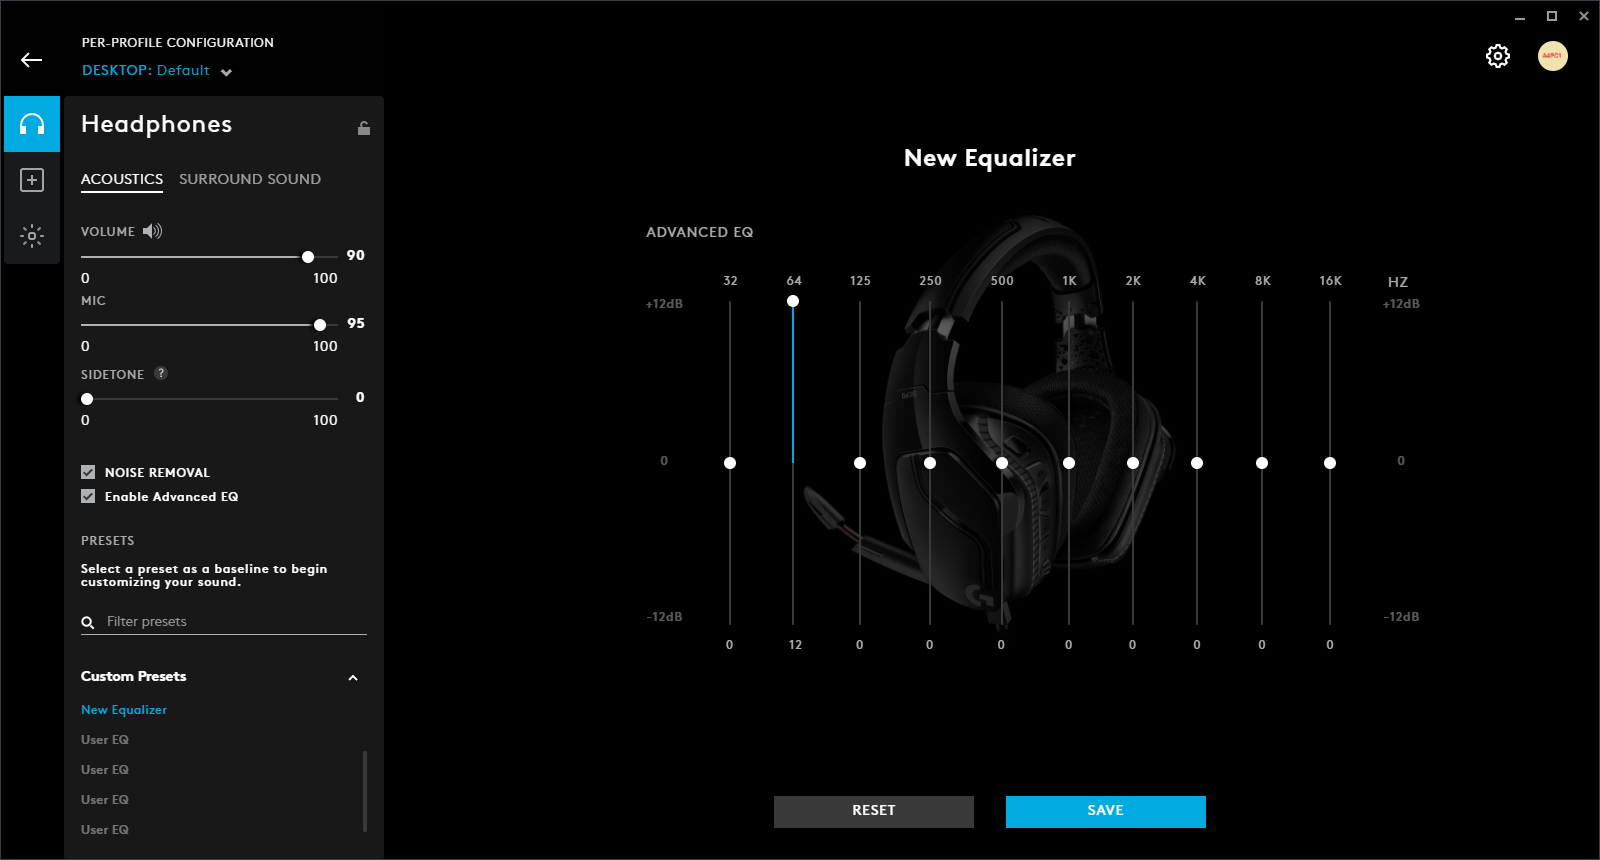 PER-PROFILE CONFIGURATION
DESKTOP: Default
A4PC1
Headphones
ACOUSTICS SURROUND SOUND
VOLUME
90
0 100
MIC
95
0 100
SIDETONE ?
0
0 100
NOISE REMOVAL
Enable Advanced EQ
PRESETS
Select a preset as a baseline to begin
customizing your sound.
Filter presets
Custom Presets
New Equalizer
User EQ
User EQ
User EQ
User EQ
New Equalizer
ADVANCED EQ
32 64 125 250 500 1K 2K 4K 8K 16K HZ
+12dB +12dB
0 0
-12dB -12dB
0 12 0 0 0 0 0 0 0 0
RESET SAVE